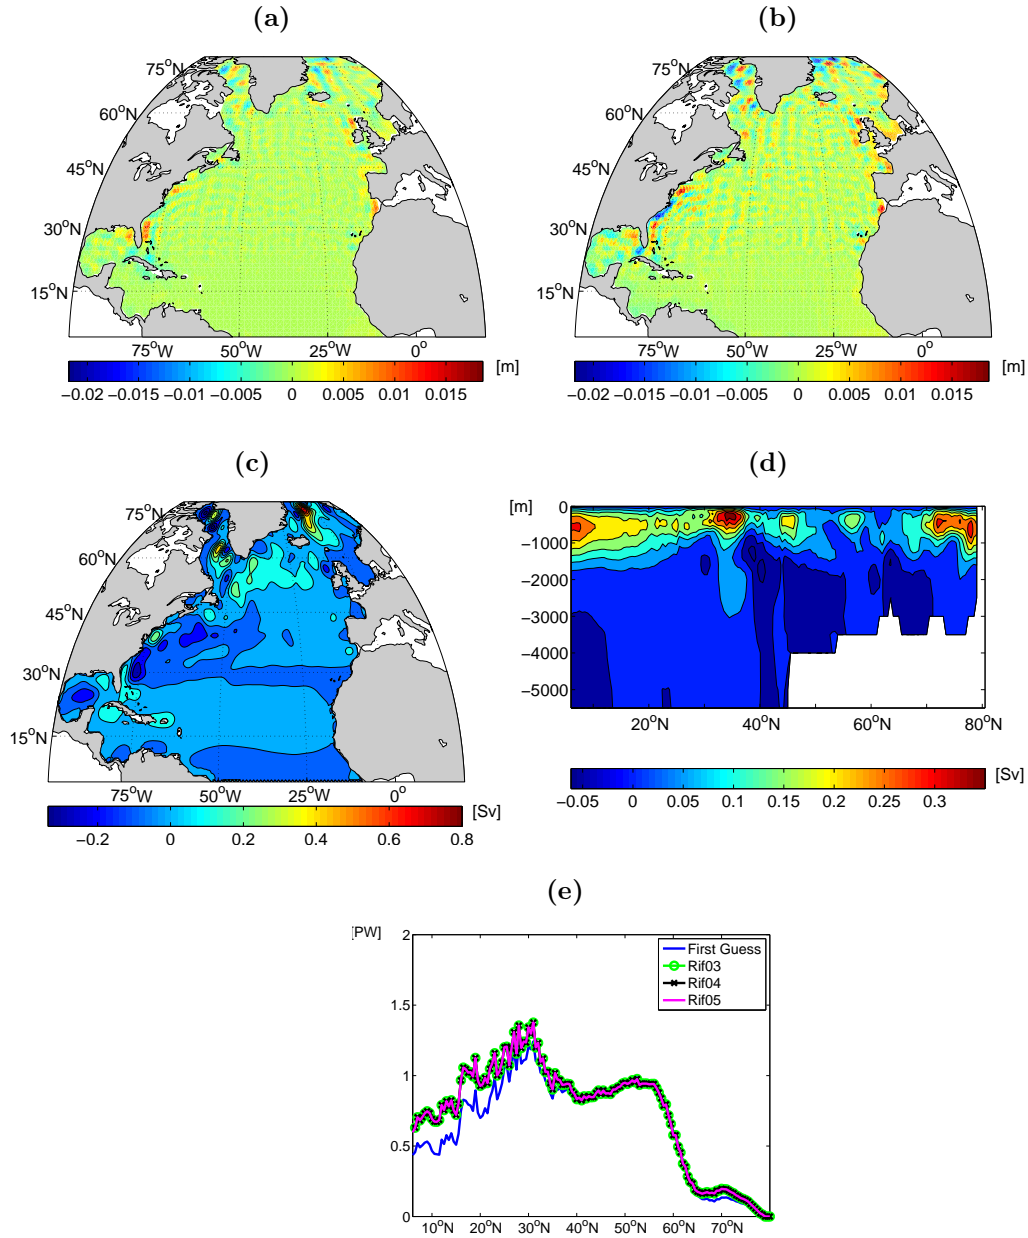 (a)
(b)
75°N
60°N
45°N
30°N
15°N
75°W 50°W 25°W 0°
[m]
−0.02 −0.015 −0.01 −0.005 0 0.005 0.01 0.015
75°N
60°N
45°N
30°N
15°N
75°W 50°W 25°W 0°
[m]
−0.02 −0.015 −0.01 −0.005 0 0.005 0.01 0.015
(c)
(d)
75°N
60°N
45°N
30°N
15°N
75°W 50°W 25°W 0°
[Sv]
−0.2 0 0.2 0.4 0.6 0.8
[m]
0
−1000
−2000
−3000
−4000
−5000
20°N 40°N 60°N 80°N
[Sv]
−0.05 0 0.05 0.1 0.15 0.2 0.25 0.3
(e)
[PW]
2
1.5
1
0.5
0
First Guess
Rif03
Rif04
Rif05
10°N 20°N 30°N 40°N 50°N 60°N 70°N